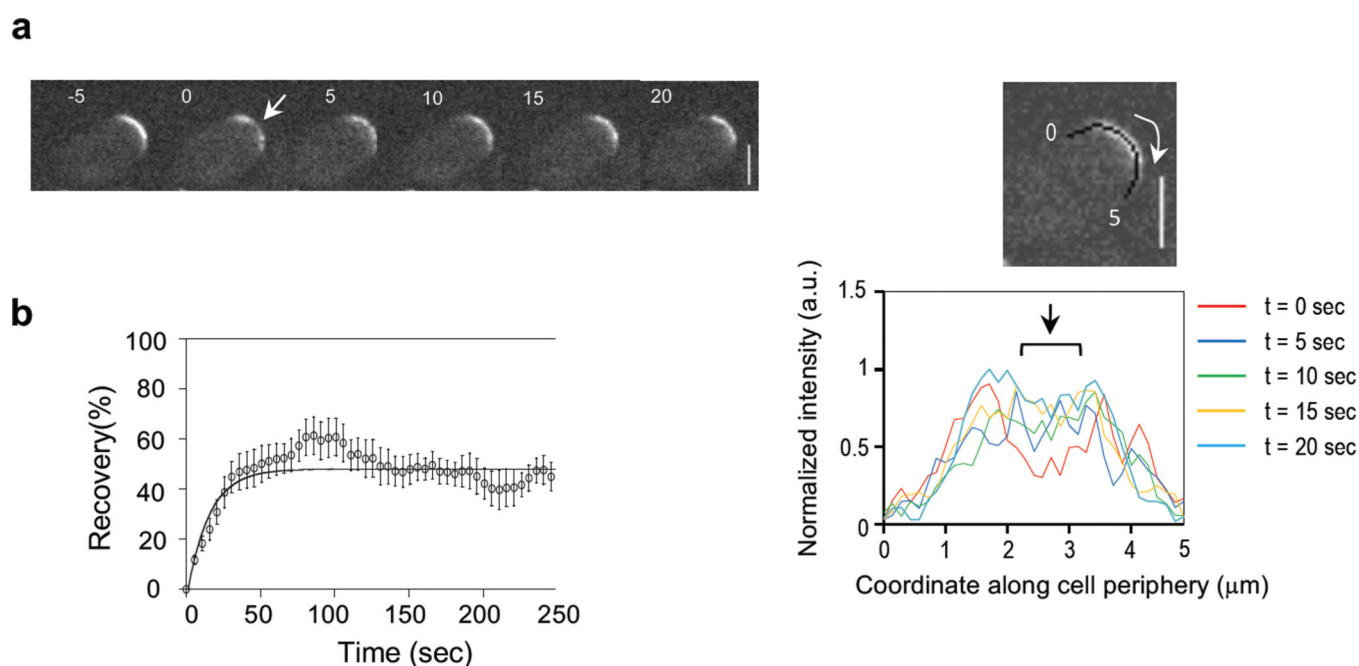 a
-5 0 5 10 15 20
0
5
b
Recovery(%)
100
80
60
40
20
0
0 50 100 150 200 250
Time (sec)
Normalized intensity (a.u.)
1.5
1
0.5
0
0 1 2 3 4 5
Coordinate along cell periphery (μm)
t = 0 sec
t = 5 sec
t = 10 sec
t = 15 sec
t = 20 sec